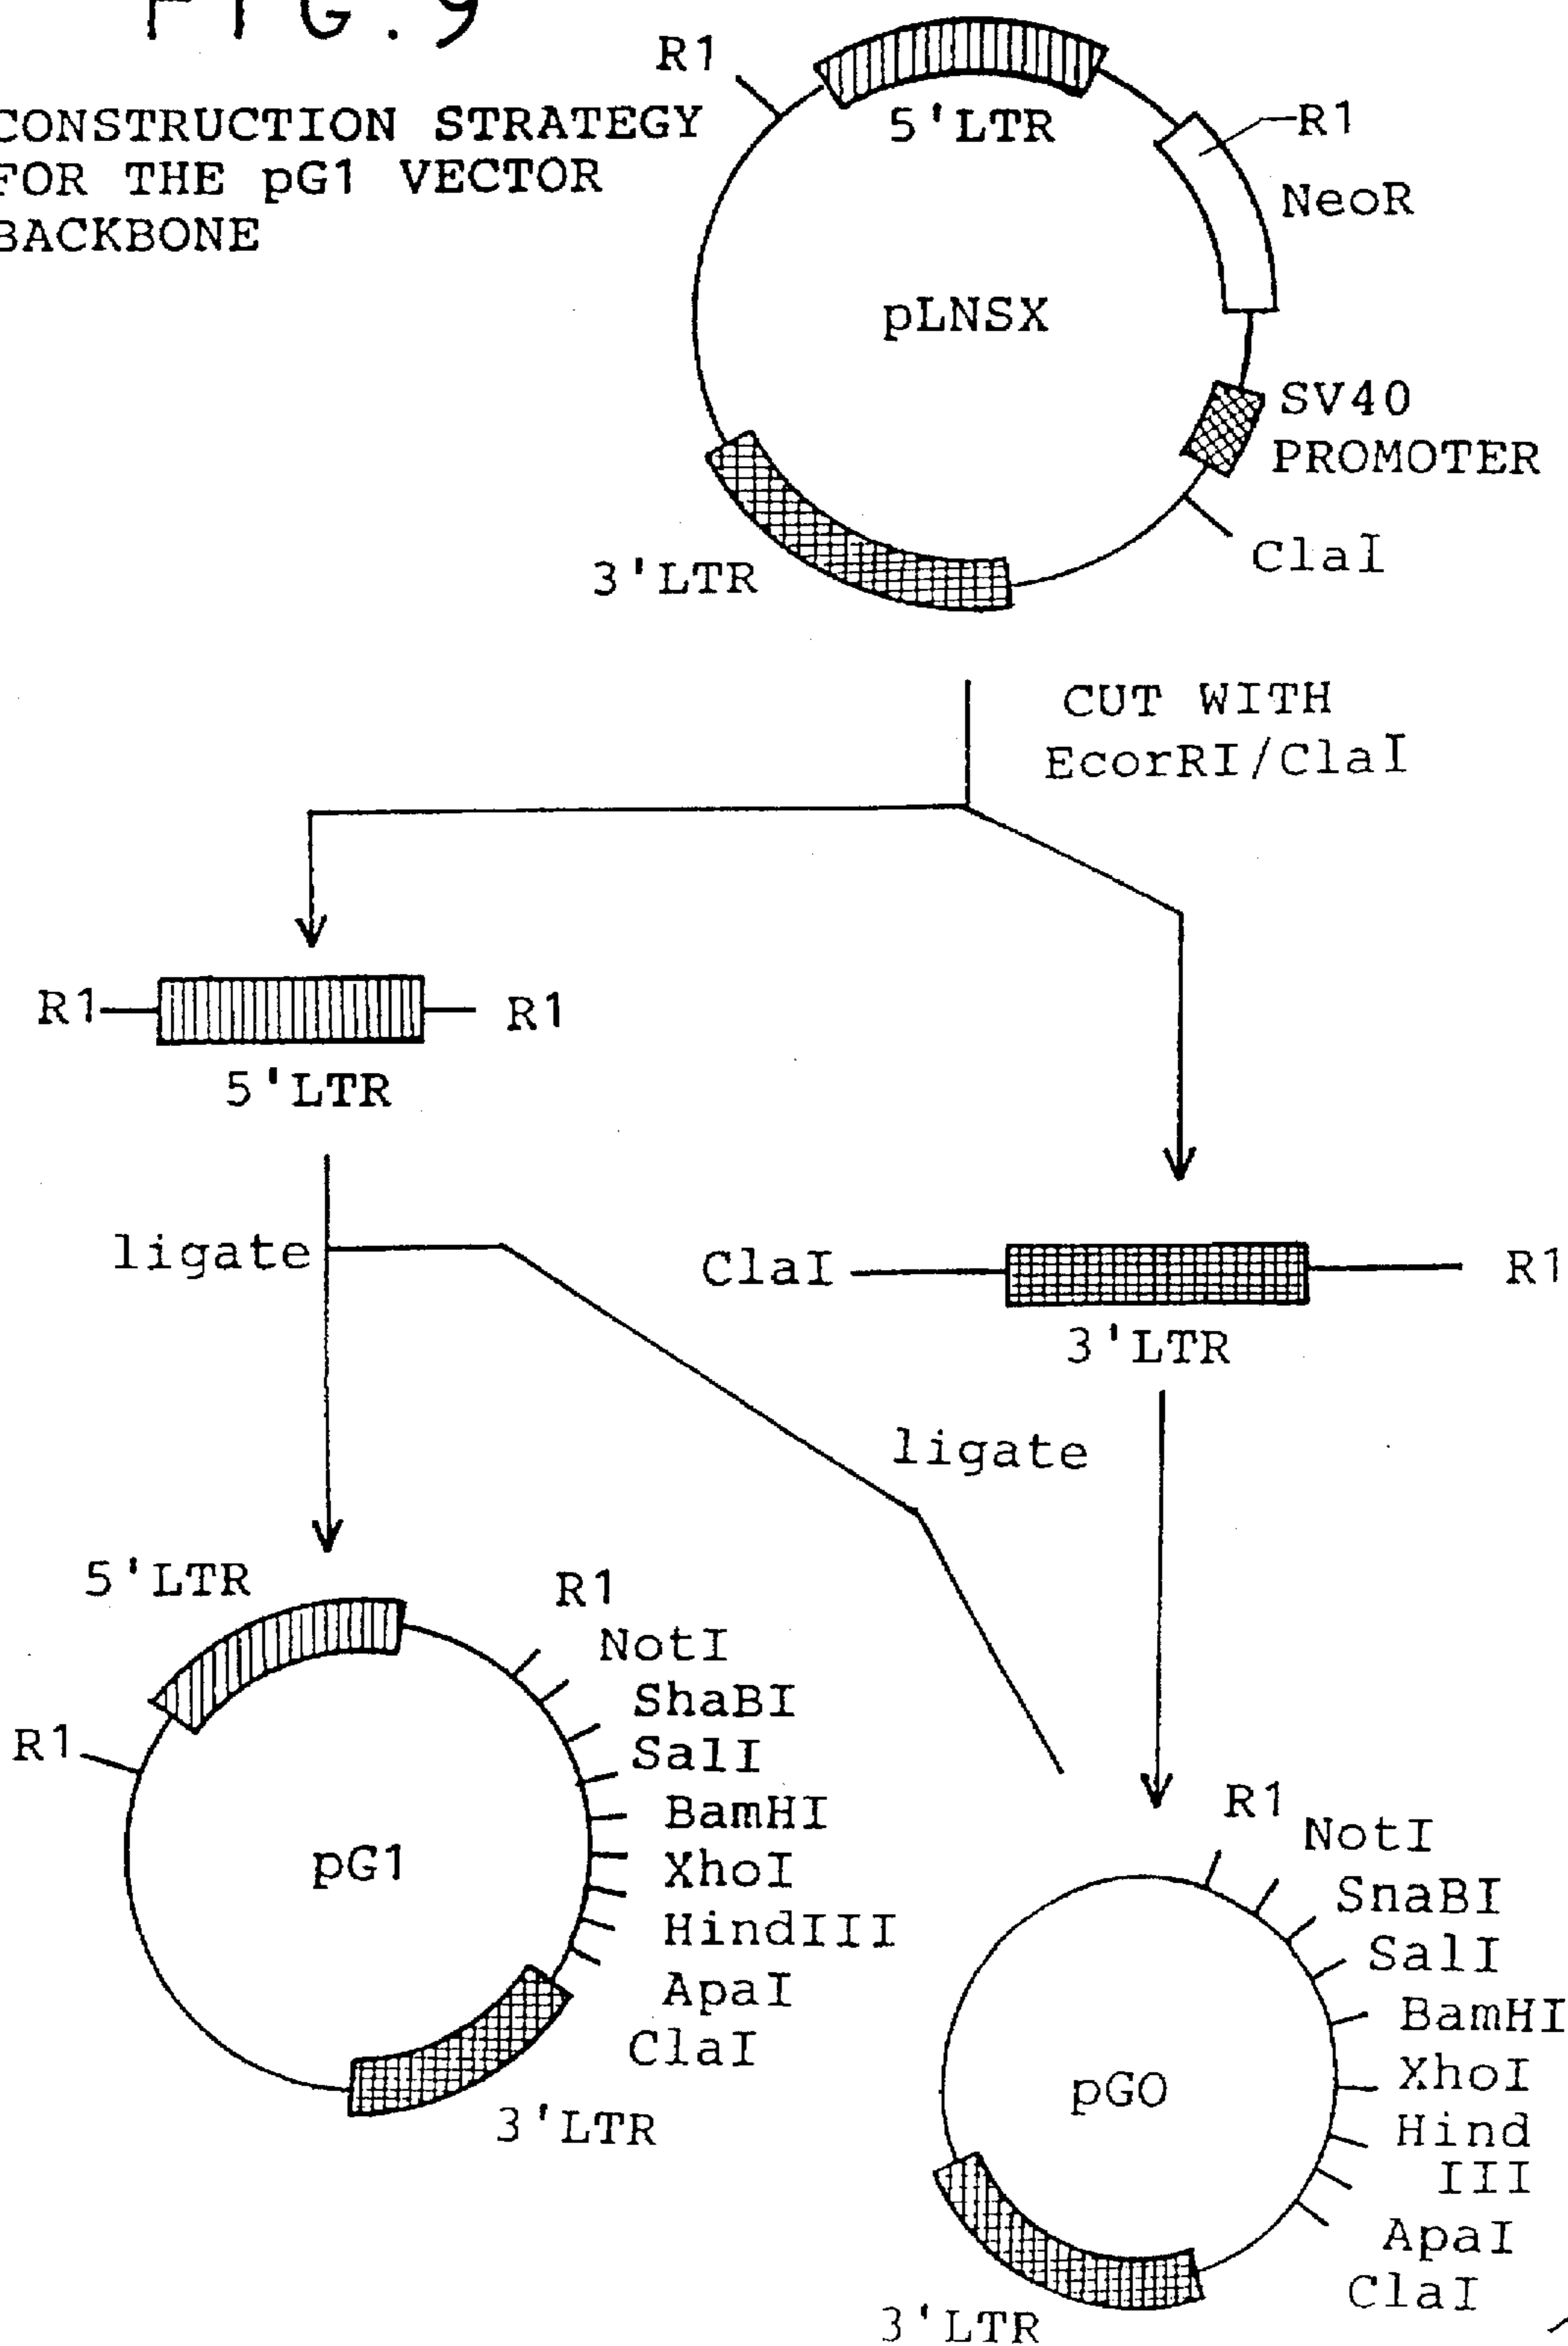 FIG. 9
CONSTRUCTION STRATEGY
FOR THE pG1 VECTOR
BACKBONE
R1
5'LTR
R1
NeoR
pLNSX
SV40
PROMOTER
ClaI
3'LTR
CUT WITH
EcorRI/ClaI
R1
R1
5'LTR
ligate
ClaI
R1
3'LTR
ligate
5'LTR
R1
NotI
ShaBI
SalI
BamHI
XhoI
HindIII
ApaI
ClaI
R1
pG1
3'LTR
R1
NotI
SnaBI
SalI
BamHI
XhoI
Hind
III
ApaI
ClaI
pGO
3'LTR